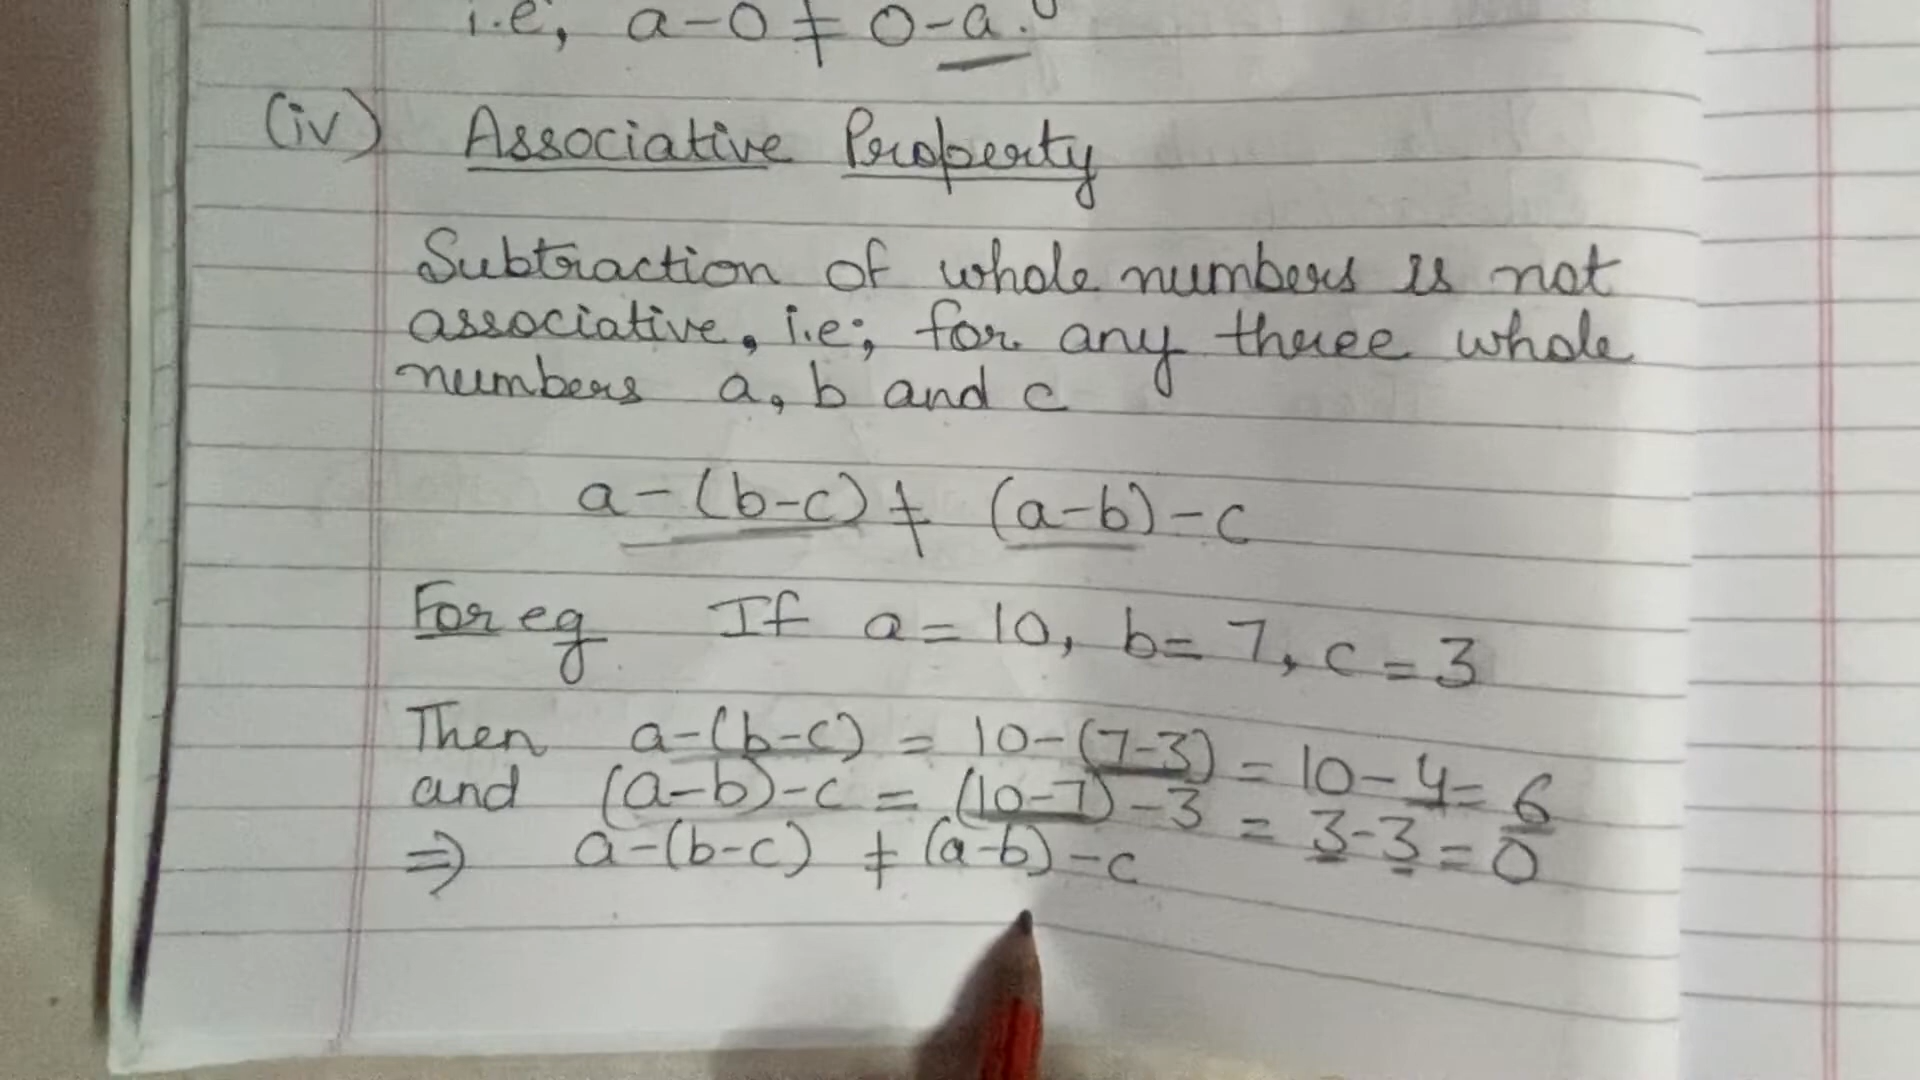 i.e, a-0 ≠ 0-a.
(iv) Associative Property
Subtraction of whole numbers is not
associative, i.e; for any three whole
numbers a, b and c
a-(b-c) ≠ (a-b)-c
For eg If a=10, b=7, c=3
Then a-(b-c) = 10-(7-3) = 10-4=6
and (a-b)-c = (10-7)-3 = 3-3=0
⇒ a-(b-c) ≠ (a-b)-c